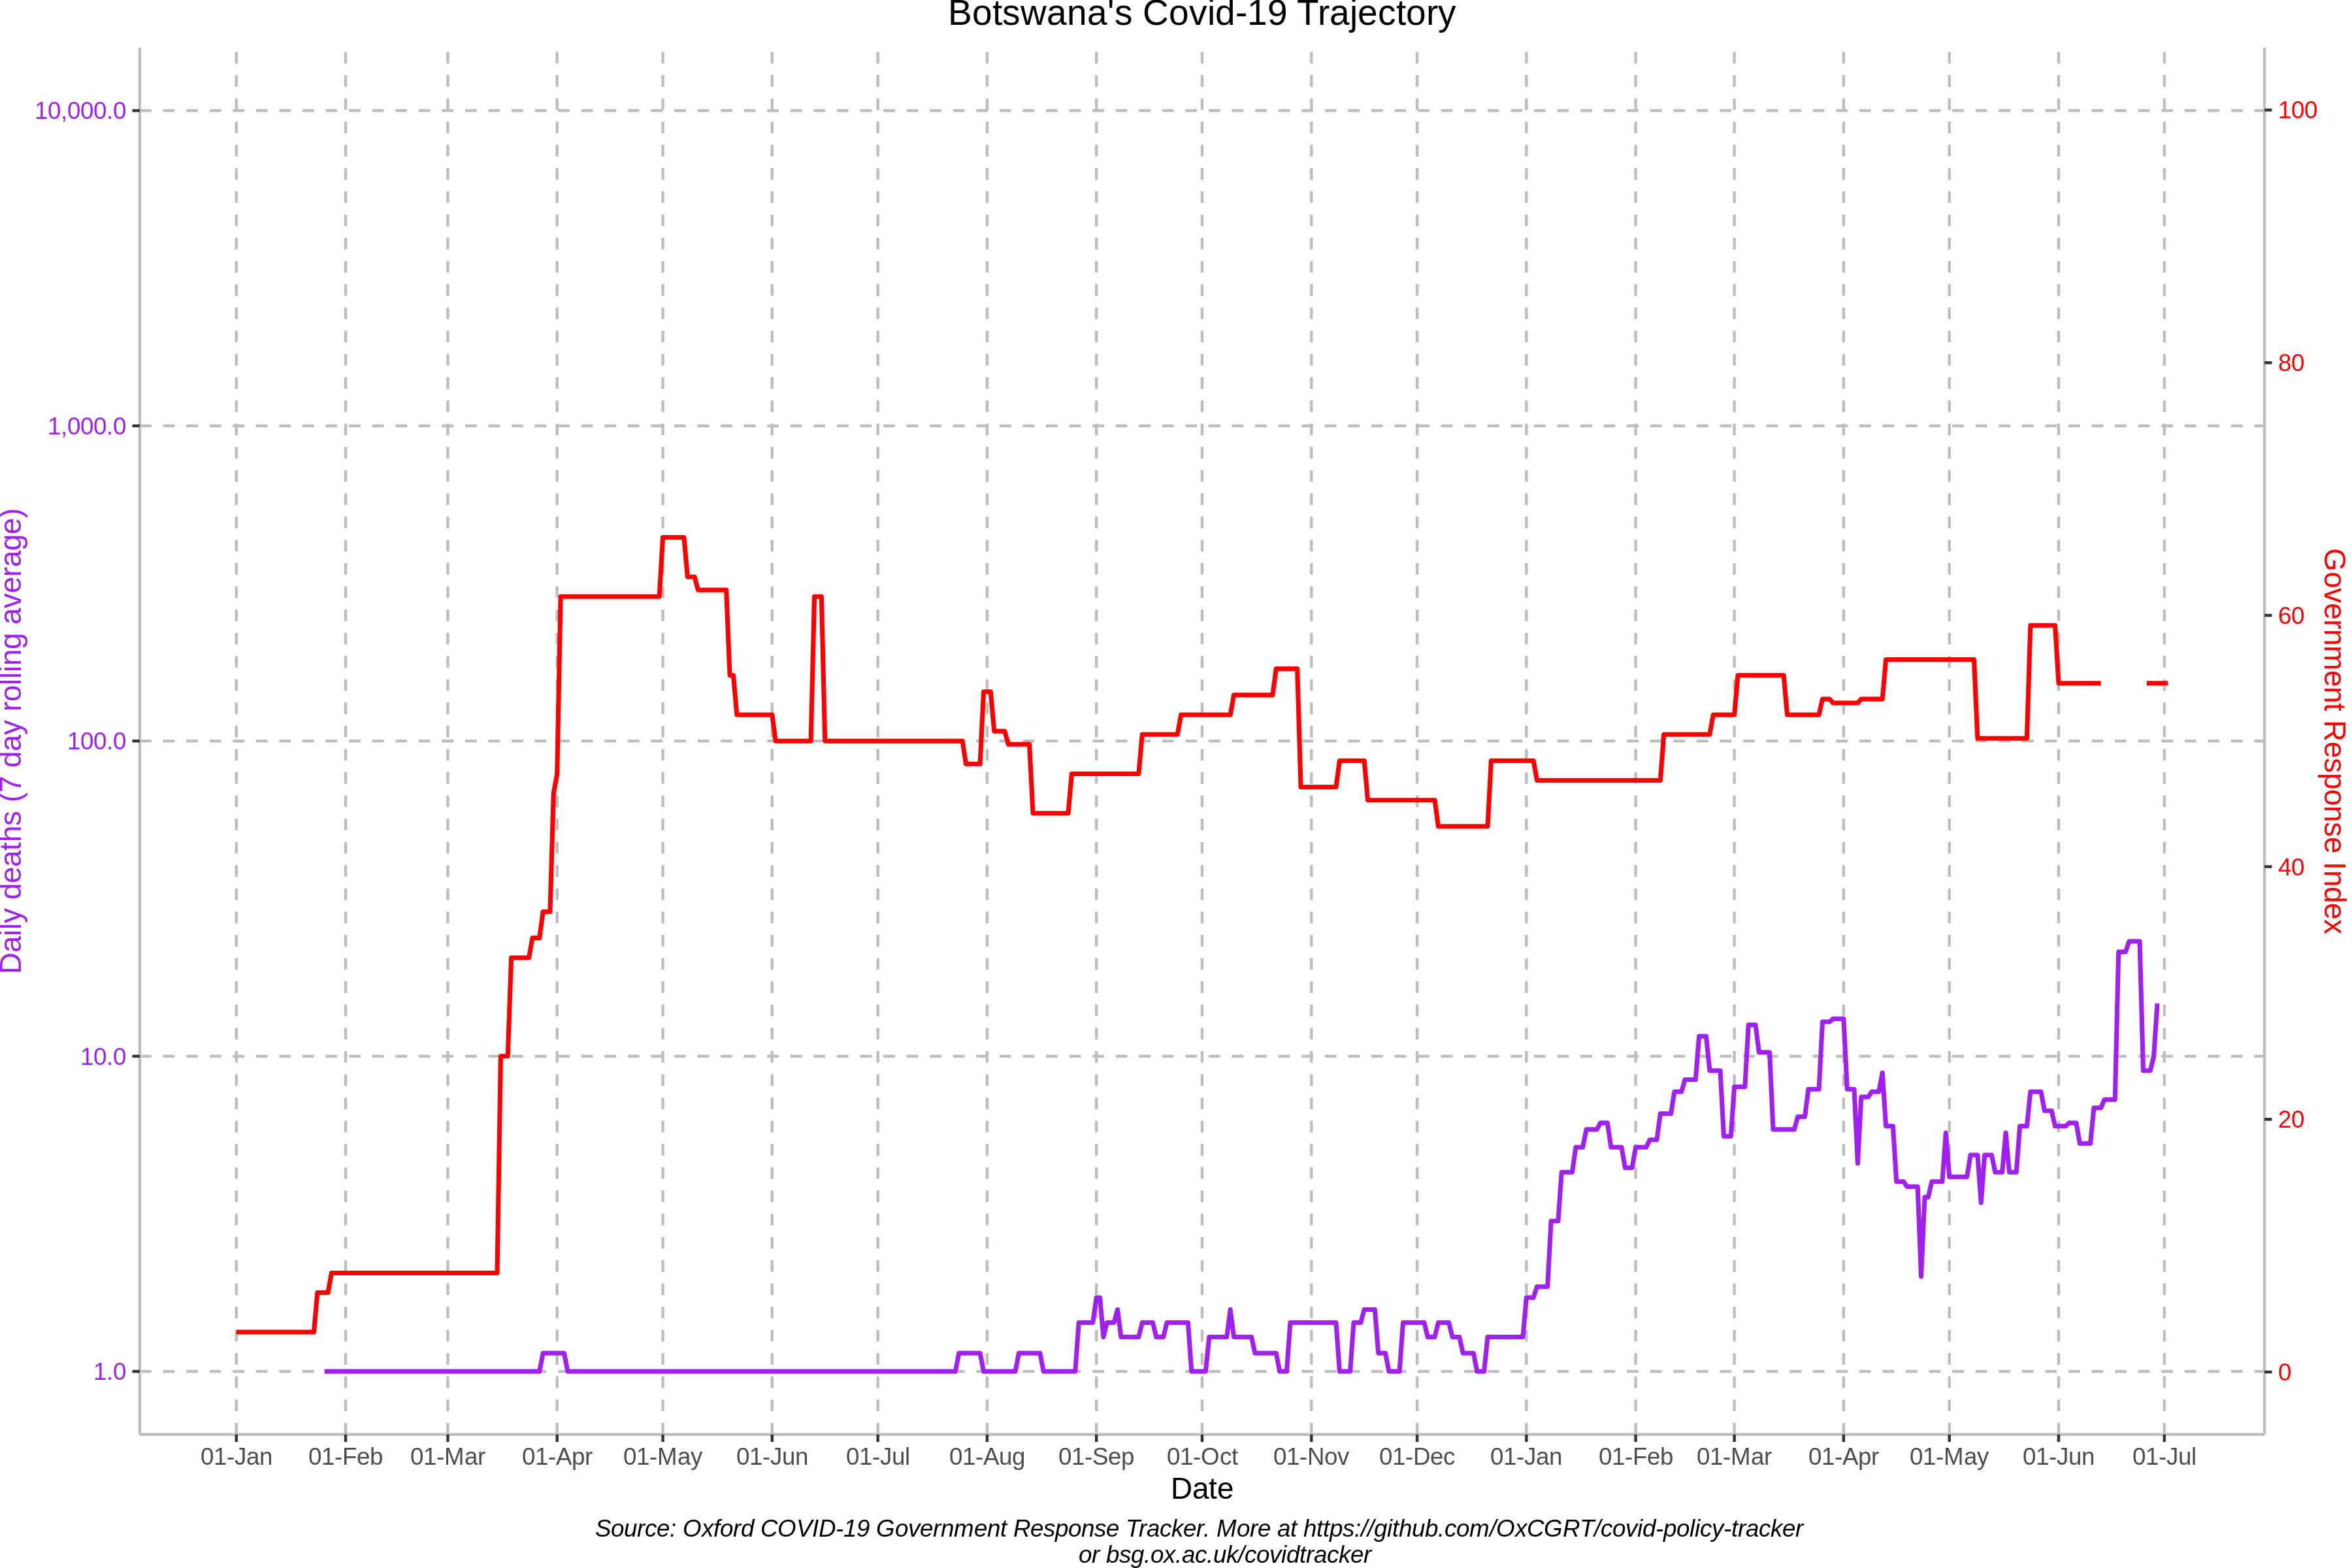 Botswana's Covid-19 Trajectory
10,000.0
1,000.0
100.0
10.0
1.0
Daily deaths (7 day rolling average)
100
80
60
40
20
0
Government Response Index
01-Jan 01-Feb 01-Mar 01-Apr 01-May 01-Jun 01-Jul 01-Aug 01-Sep 01-Oct 01-Nov 01-Dec 01-Jan 01-Feb 01-Mar 01-Apr 01-May 01-Jun 01-Jul
Date
Source: Oxford COVID-19 Government Response Tracker. More at https://github.com/OxCGRT/covid-policy-tracker
or bsg.ox.ac.uk/covidtracker